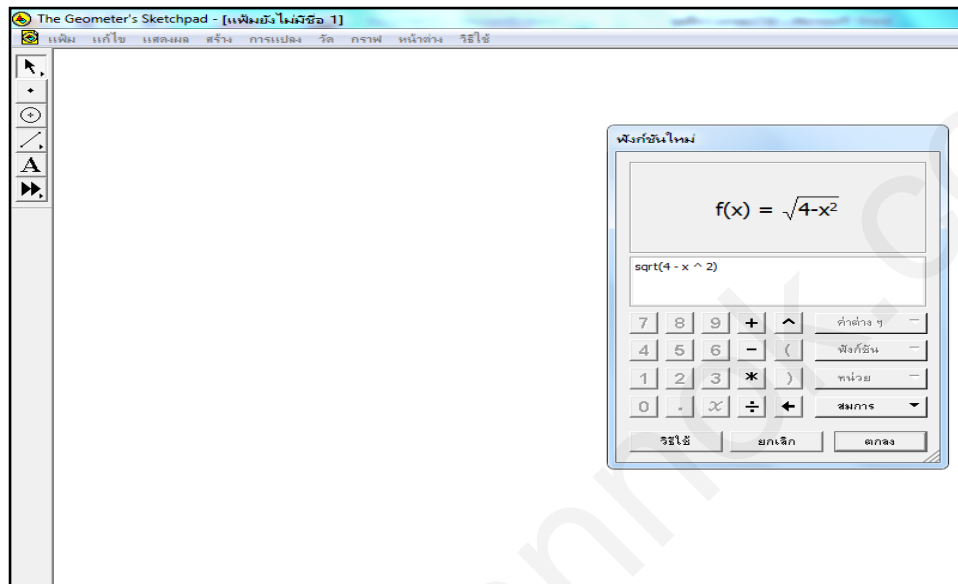 The Geometer's Sketchpad - [แฟ้มยังไม่มีชื่อ 1]
แฟ้ม แก้ไข แสดงผล สร้าง การแปลง วัด กราฟ หน้าต่าง วิธีใช้
A
ฟังก์ชันใหม่
f(x) = √4-x²
sqrt(4 - x ^ 2)
7 8 9 + ^ ค่าต่าง ๆ
4 5 6 - ( ฟังก์ชัน
1 2 3 * ) หน่วย
0 . x ÷ ← สมการ
วิธีใช้ ยกเลิก ตกลง